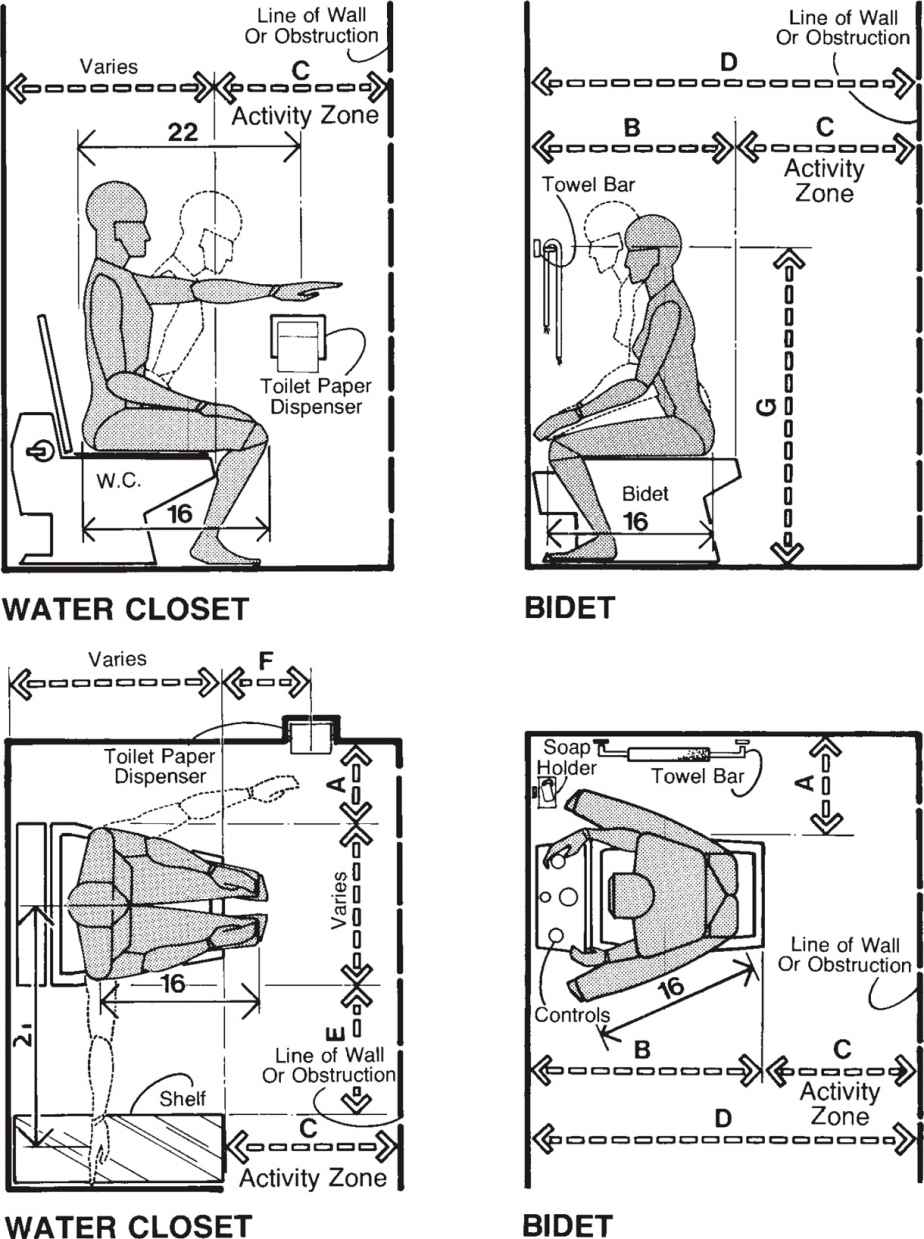 Line of Wall
Or Obstruction
Varies
C
Activity Zone
22
Toilet Paper
Dispenser
W.C.
16
WATER CLOSET
Line of Wall
Or Obstruction
D
B
C
Activity
Zone
Towel Bar
G
Bidet
16
BIDET
Varies
F
Toilet Paper
Dispenser
A
Varies
16
21
E
Line of Wall
Or Obstruction
Shelf
C
Activity Zone
WATER CLOSET
Soap
Holder
Towel Bar
A
Line of Wall
Or Obstruction
16
Controls
B
C
Activity
Zone
D
BIDET